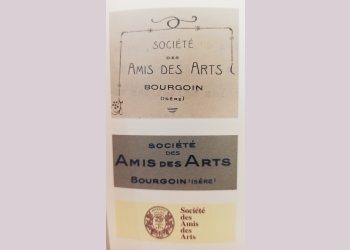 SOCIÉTÉ
DES
AMIS DES ARTS
BOURGOIN
(ISÈRE)
SOCIÉTÉ
DES
AMIS DES ARTS
BOURGOIN (ISÈRE)
Société
des
Amis
des
Arts